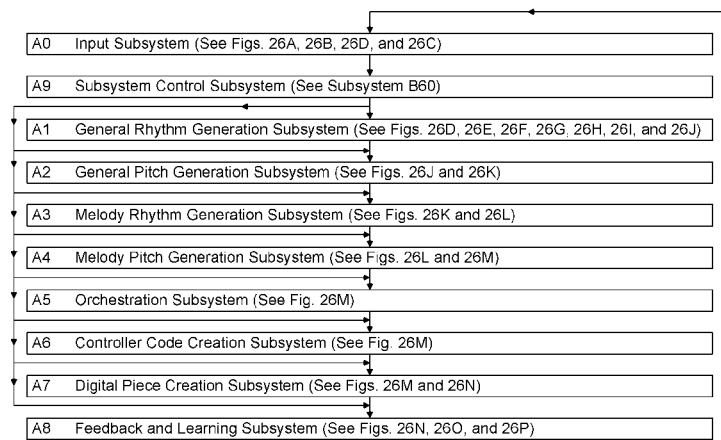 A0 Input Subsystem (See Figs. 26A, 26B, 26D, and 26C)
A9 Subsystem Control Subsystem (See Subsystem B60)
A1 General Rhythm Generation Subsystem (See Figs. 26D, 26E, 26F, 26G, 26H, 26I, and 26J)
A2 General Pitch Generation Subsystem (See Figs. 26J and 26K)
A3 Melody Rhythm Generation Subsystem (See Figs. 26K and 26L)
A4 Melody Pitch Generation Subsystem (See Figs. 26L and 26M)
A5 Orchestration Subsystem (See Fig. 26M)
A6 Controller Code Creation Subsystem (See Fig. 26M)
A7 Digital Piece Creation Subsystem (See Figs. 26M and 26N)
A8 Feedback and Learning Subsystem (See Figs. 26N, 26O, and 26P)